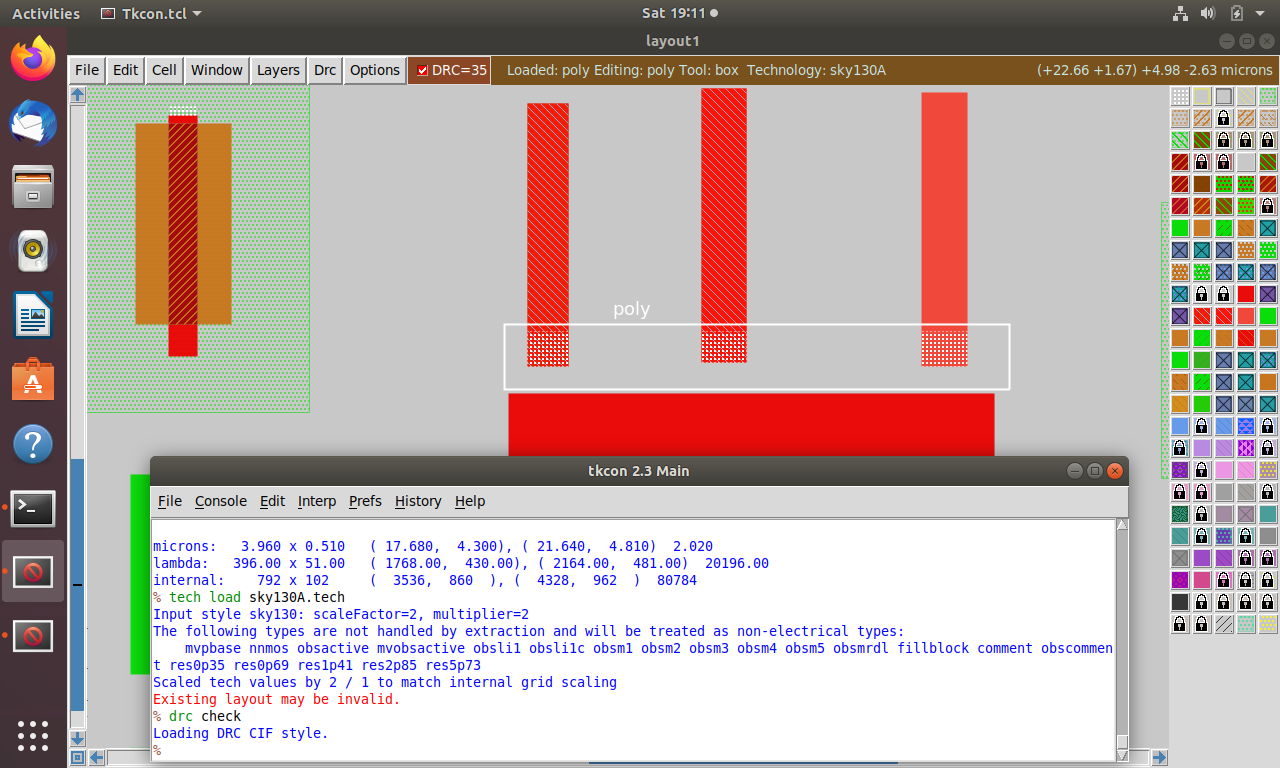 Activities Tkcon.tcl Sat 19:11
layout1
File Edit Cell Window Layers Drc Options DRC=35 Loaded: poly Editing: poly Tool: box Technology: sky130A (+22.66 +1.67) +4.98 -2.63 microns
poly
tkcon 2.3 Main
File Console Edit Interp Prefs History Help
microns: 3.960 x 0.510 ( 17.680, 4.300), ( 21.640, 4.810) 2.020
lambda: 396.00 x 51.00 ( 1768.00, 430.00), ( 2164.00, 481.00) 20196.00
internal: 792 x 102 ( 3536, 860 ), ( 4328, 962 ) 80784
% tech load sky130A.tech
Input style sky130: scaleFactor=2, multiplier=2
The following types are not handled by extraction and will be treated as non-electrical types:
mvpbase nnmos obsactive mvobsactive obsli1 obsli1c obsm1 obsm2 obsm3 obsm4 obsm5 obsmrdl fillblock comment obscommen
t res0p35 res0p69 res1p41 res2p85 res5p73
Scaled tech values by 2 / 1 to match internal grid scaling
Existing layout may be invalid.
% drc check
Loading DRC CIF style.
%